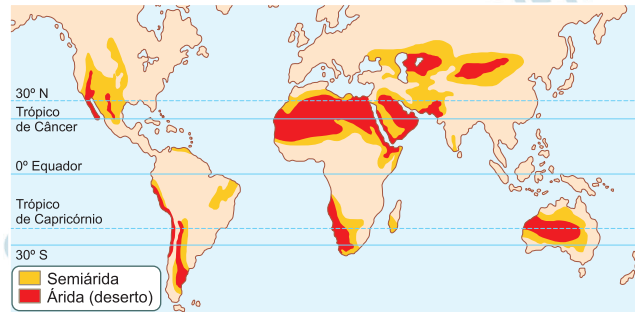 30º N
Trópico
de Câncer
0º Equador
Trópico
de Capricórnio
30º S
Semiárida
Árida (deserto)